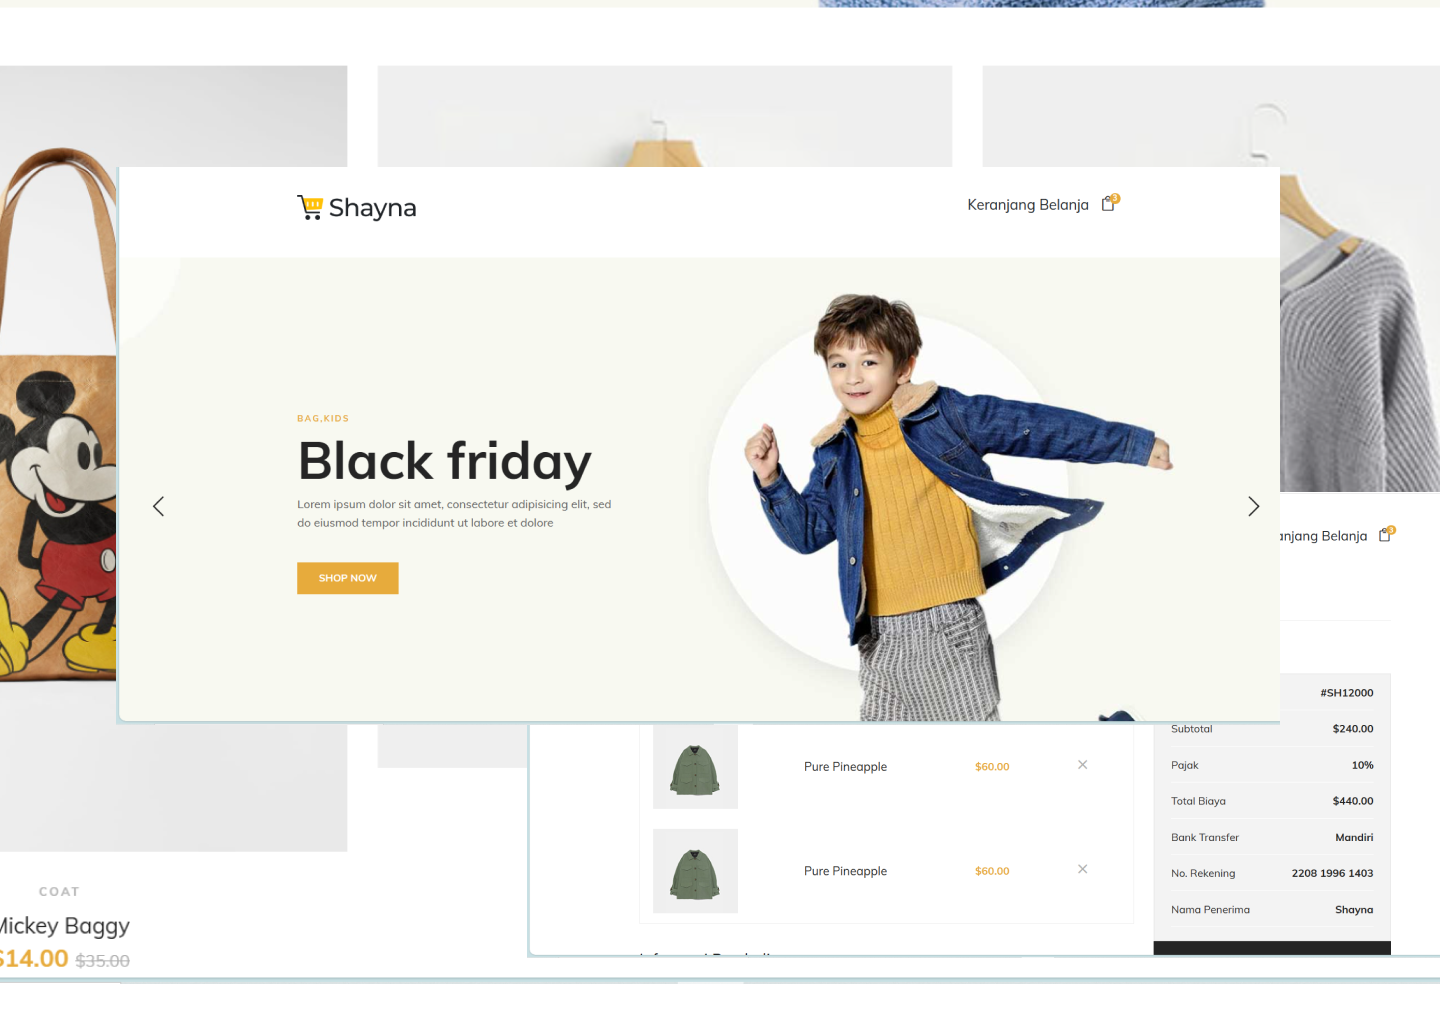 Shayna
Keranjang Belanja 3
BAG,KIDS
Black friday
Lorem ipsum dolor sit amet, consectetur adipisicing elit, sed
do eiusmod tempor incididunt ut labore et dolore
SHOP NOW
anjang Belanja 3
#SH12000
Subtotal $240.00
Pajak 10%
Total Biaya $440.00
Bank Transfer Mandiri
No. Rekening 2208 1996 1403
Nama Penerima Shayna
Pure Pineapple $60.00
Pure Pineapple $60.00
COAT
Mickey Baggy
$14.00 $35.00